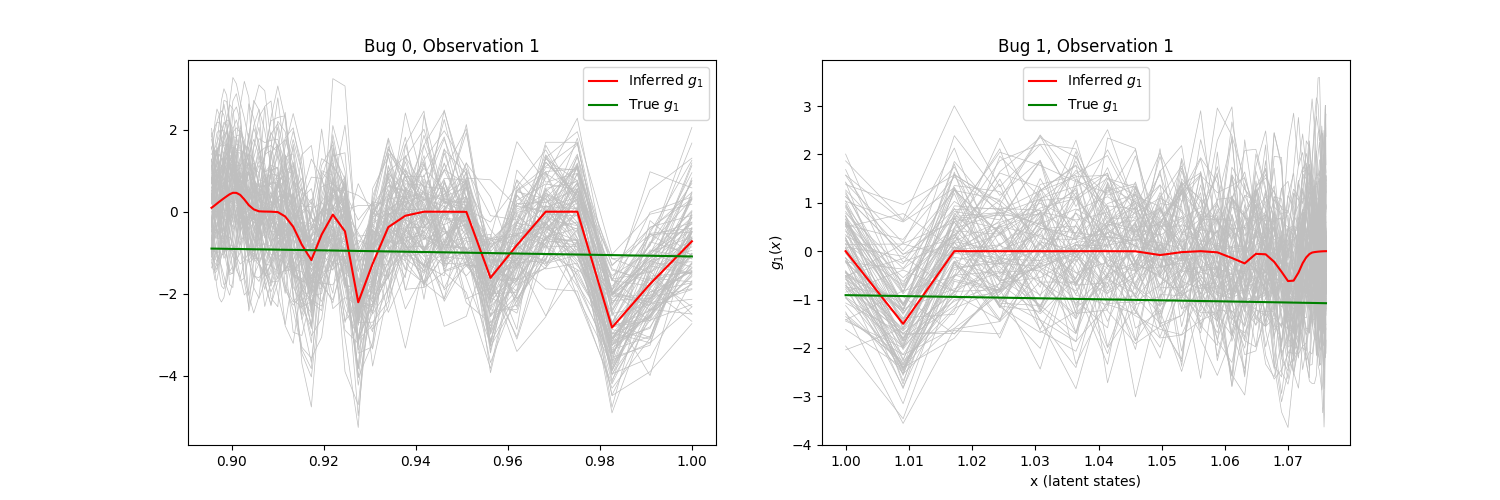 Bug 0, Observation 1
Inferred g₁
True g₁
2
0
−2
−4
0.90 0.92 0.94 0.96 0.98 1.00
Bug 1, Observation 1
Inferred g₁
True g₁
g₁(x)
3
2
1
0
−1
−2
−3
−4
1.00 1.01 1.02 1.03 1.04 1.05 1.06 1.07
x (latent states)